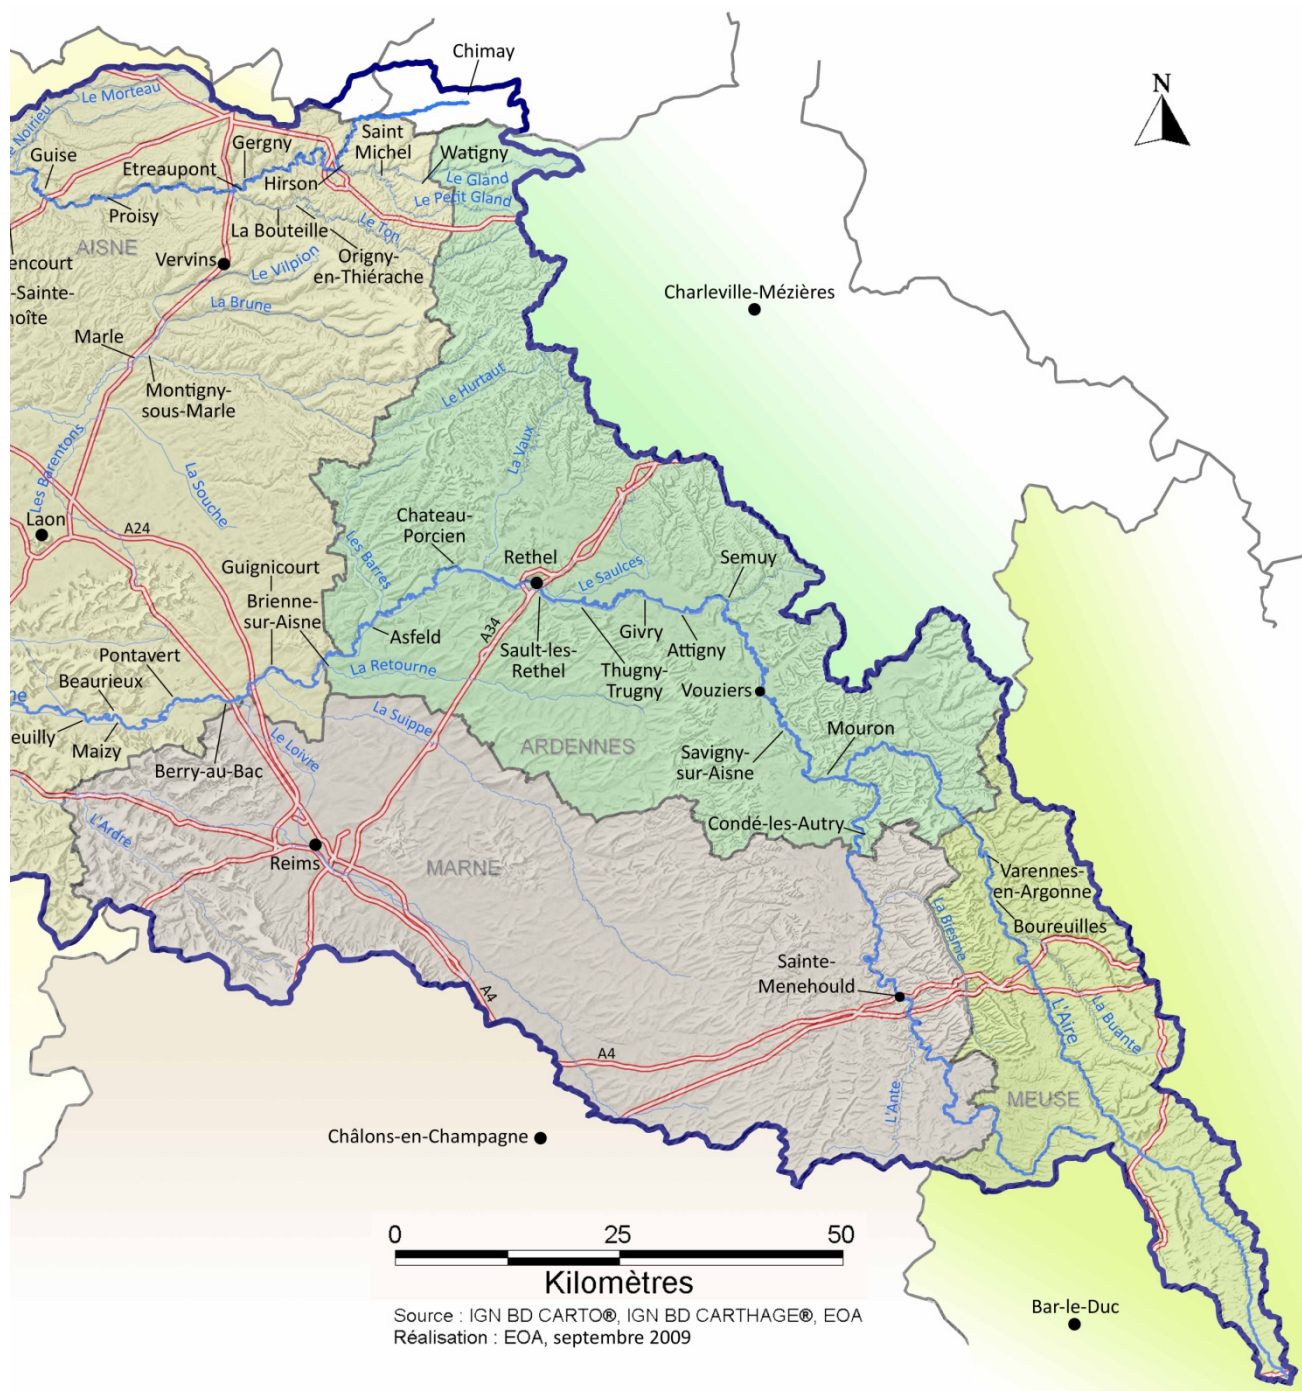 Chimay
N
Le Morteau
Noirieu
Gergny
Saint
Michel
Watigny
Guise
Etreaupont
Hirson
Le Gland
Le Petit Gland
Proisy
La Bouteille
Le Ton
AISNE
Origny-
en-Thiérache
Vervins
Le Vilpion
encourt
-Sainte-
noîte
La Brune
Charleville-Mézières
Marle
Montigny-
sous-Marle
Le Hurtaut
La Vaux
Les Barentons
La Souche
Laon
A24
Chateau-
Porcien
Les Barres
Rethel
Le Saulces
Semuy
Guignicourt
Brienne-
sur-Aisne
Asfeld
A34
Sault-les-
Rethel
Givry
Attigny
Thugny-
Trugny
Pontavert
La Retourne
Beaurieux
ne
Vouziers
euilly
Maizy
La Suippe
Le Loivre
ARDENNES
Mouron
Savigny-
sur-Aisne
Berry-au-Bac
Condé-les-Autry
L'Ardre
Reims
MARNE
Varennes-
en-Argonne
La Biesme
Boureuilles
Sainte-
Menehould
A4
L'Aire
La Buante
A4
L'Ante
MEUSE
Châlons-en-Champagne
0 25 50
Kilomètres
Source : IGN BD CARTO®, IGN BD CARTHAGE®, EOA
Réalisation : EOA, septembre 2009
Bar-le-Duc